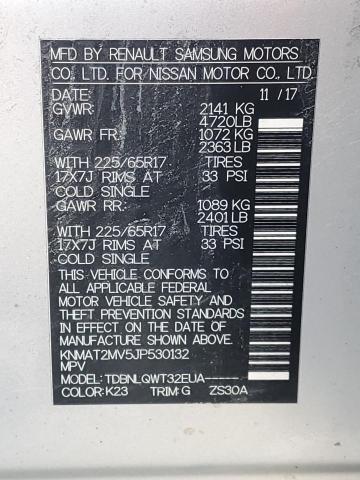 MFD BY RENAULT SAMSUNG MOTORS
CO. LTD. FOR NISSAN MOTOR CO., LTD
DATE: 11/17
GVWR: 2141 KG
4720LB
GAWR FR: 1072 KG
2363 LB
WITH 225/65R17 TIRES
17X7J RIMS AT 33 PSI
COLD SINGLE
GAWR RR: 1089 KG
2401 LB
WITH 225/65R17 TIRES
17X7J RIMS AT 33 PSI
COLD SINGLE
THIS VEHICLE CONFORMS TO
ALL APPLICABLE FEDERAL
MOTOR VEHICLE SAFETY AND
THEFT PREVENTION STANDARDS
IN EFFECT ON THE DATE OF
MANUFACTURE SHOWN ABOVE.
KNMAT2MV5JP530132
MPV
MODEL: TDBNLQWT32EUA-----
COLOR: K23 TRIM: G ZS30A